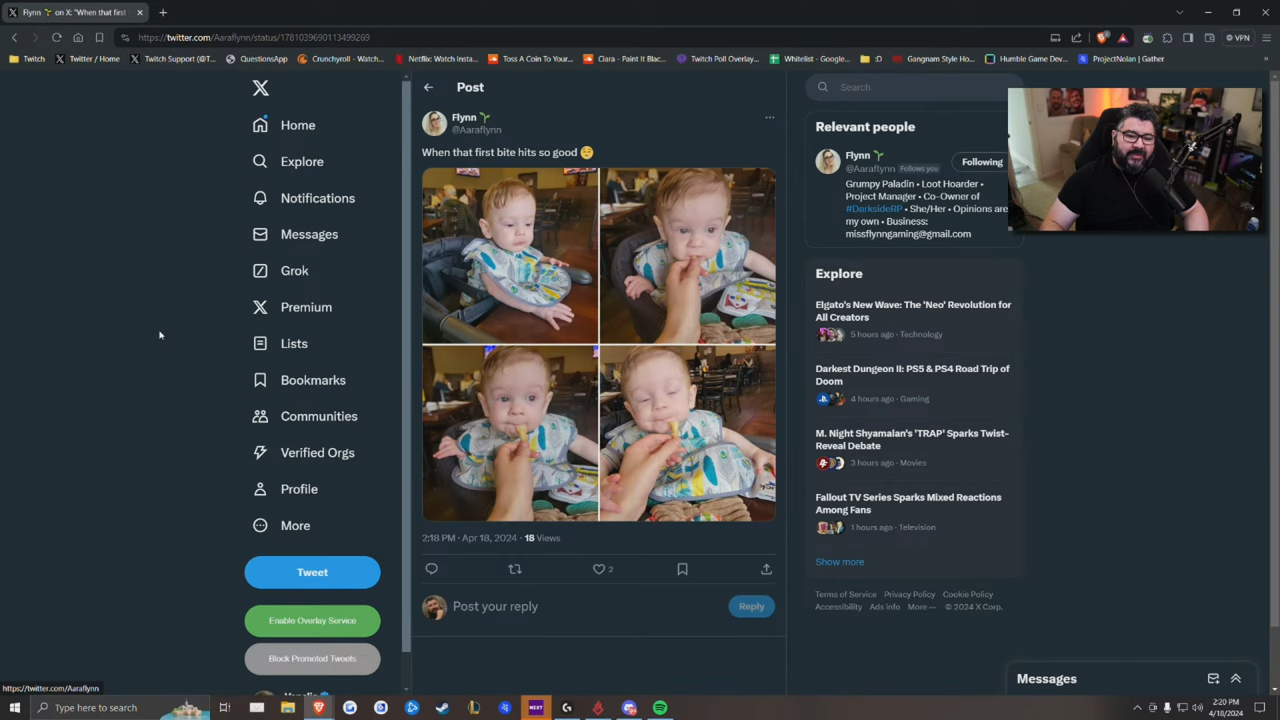 Flynn on X: "When that first
https://twitter.com/Aaraflynn/status/1781039690113499269
VPN
Twitch
Twitter / Home
Twitch Support (@T...
QuestionsApp
Crunchyroll - Watch...
Netflix: Watch Insta...
Toss A Coin To Your...
Ciara - Paint It Blac...
Twitch Poll Overlay...
Whitelist - Google...
:D
Gangnam Style Ho...
Humble Game Dev...
ProjectNolan | Gather
Home
Explore
Notifications
Messages
Grok
Premium
Lists
Bookmarks
Communities
Verified Orgs
Profile
More
Tweet
Enable Overlay Service
Block Promoted Tweets
Post
Flynn
@Aaraflynn
When that first bite hits so good
2:18 PM · Apr 18, 2024 · 18 Views
2
Post your reply
Reply
Search
Relevant people
Flynn
@Aaraflynn Follows you
Following
Grumpy Paladin • Loot Hoarder •
Project Manager • Co-Owner of
#DarksideRP • She/Her • Opinions are
my own • Business:
missflynngaming@gmail.com
Explore
Elgato's New Wave: The 'Neo' Revolution for
All Creators
5 hours ago · Technology
Darkest Dungeon II: PS5 & PS4 Road Trip of
Doom
4 hours ago · Gaming
M. Night Shyamalan's 'TRAP' Sparks Twist-
Reveal Debate
3 hours ago · Movies
Fallout TV Series Sparks Mixed Reactions
Among Fans
1 hours ago · Television
Show more
Terms of Service Privacy Policy Cookie Policy
Accessibility Ads info More ··· © 2024 X Corp.
Messages
https://twitter.com/Aaraflynn
Type here to search
NEXT
2:20 PM
4/18/2024